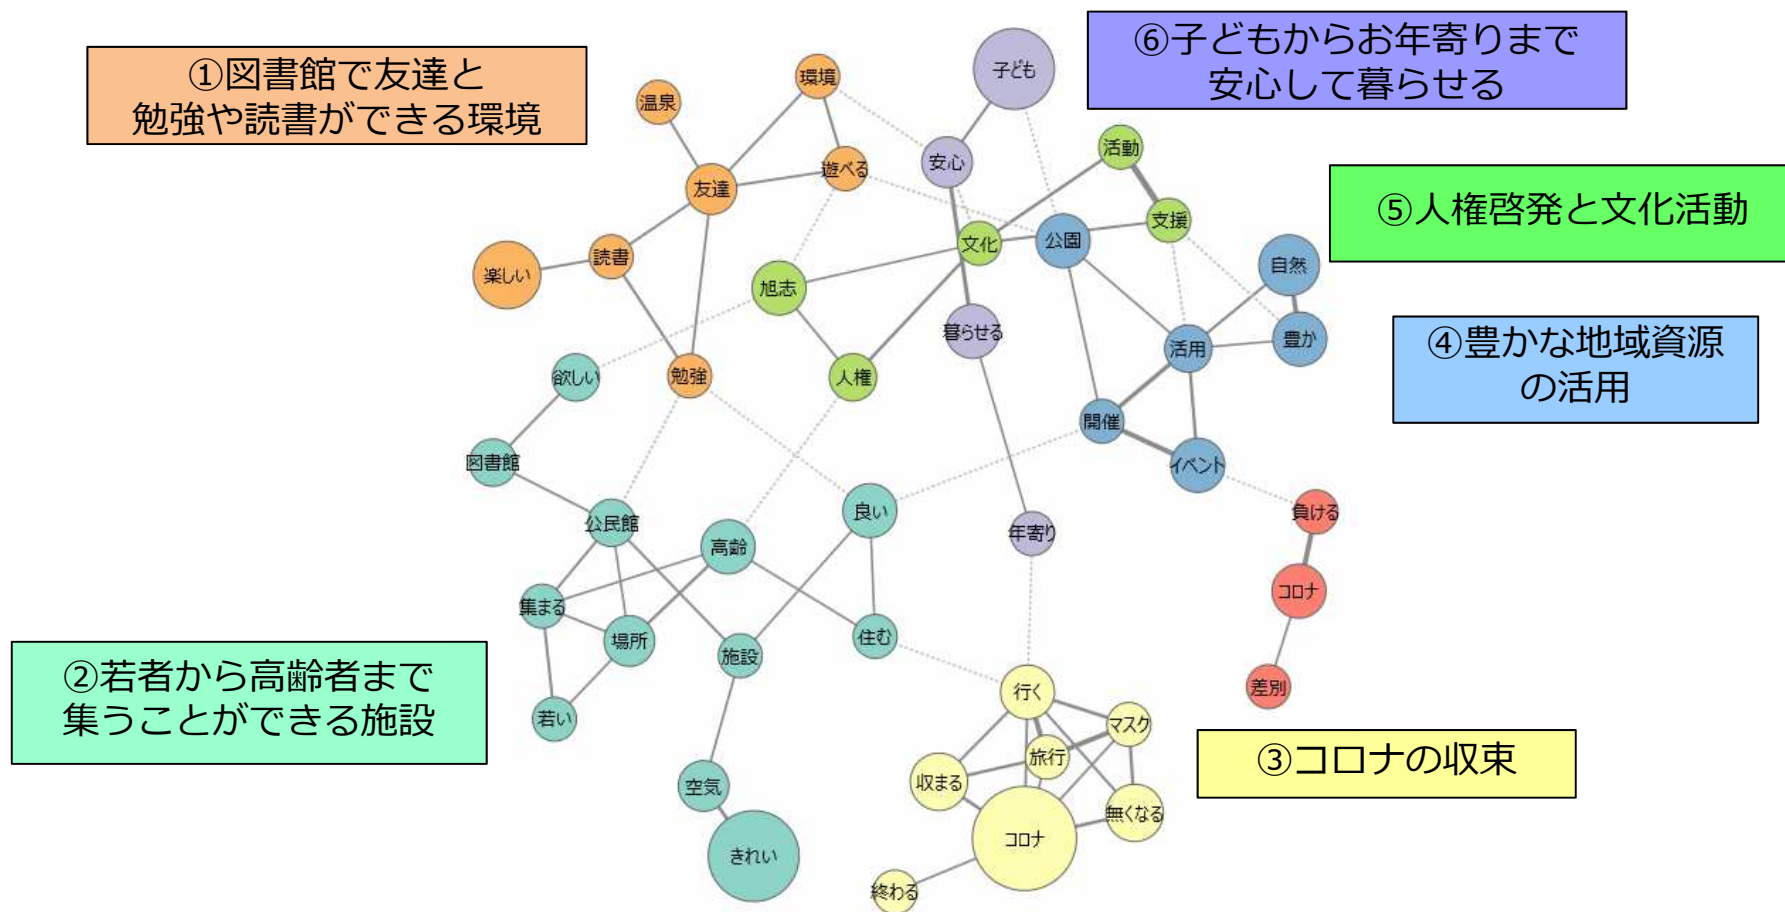 ①図書館で友達と
勉強や読書ができる環境
⑥子どもからお年寄りまで
安心して暮らせる
⑤人権啓発と文化活動
④豊かな地域資源
の活用
②若者から高齢者まで
集うことができる施設
③コロナの収束
子ども
環境
温泉
活動
安心
遊べる
友達
支援
公園
文化
読書
自然
楽しい
旭志
暮らせる
豊か
活用
欲しい
勉強
人権
開催
図書館
イベント
良い
負ける
公民館
年寄り
高齢
コロナ
集まる
場所
住む
施設
差別
行く
若い
マスク
旅行
収まる
空気
無くなる
コロナ
きれい
終わる